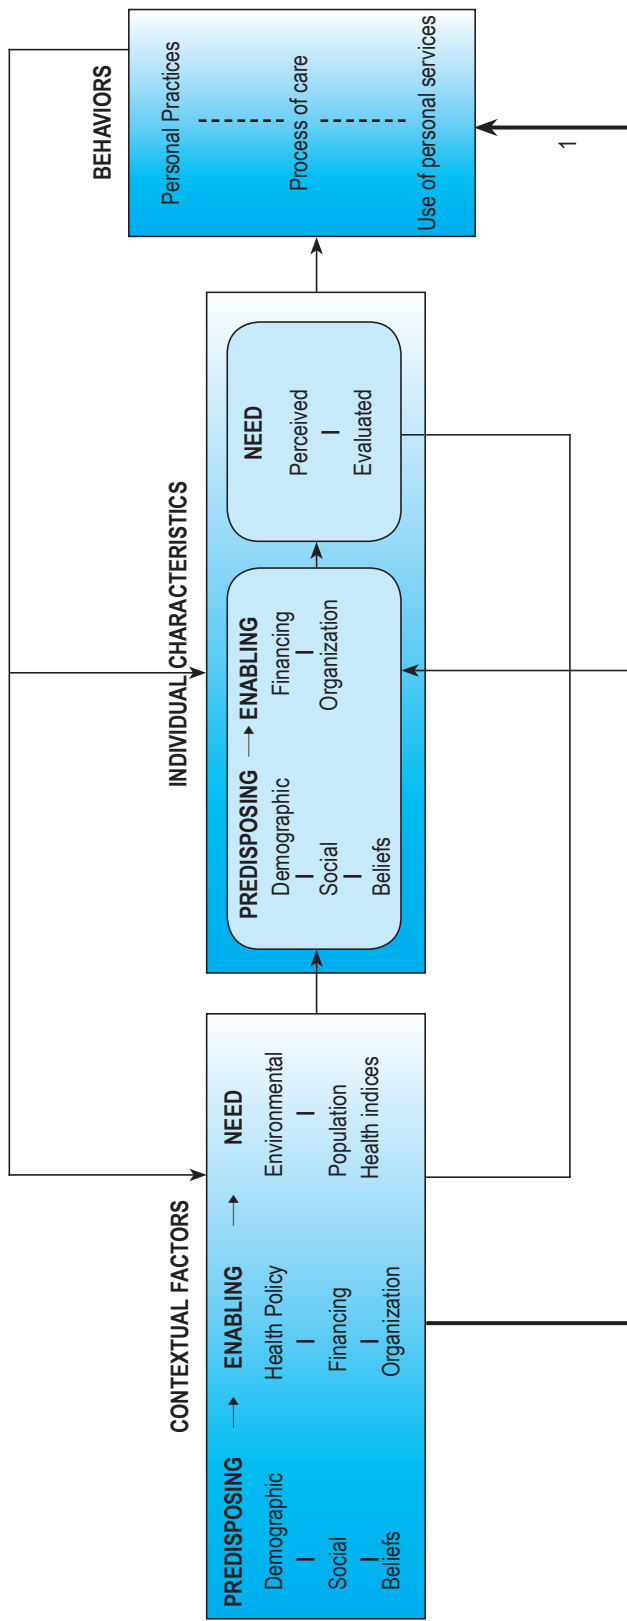 CONTEXTUAL FACTORS
PREDISPOSING → ENABLING → NEED
Demographic
Social
Beliefs
Health Policy
Financing
Organization
Environmental
Population
Health indices
INDIVIDUAL CHARACTERISTICS
PREDISPOSING → ENABLING
Demographic
Social
Beliefs
Financing
Organization
NEED
Perceived
Evaluated
BEHAVIORS
Personal Practices
Process of care
Use of personal services
1